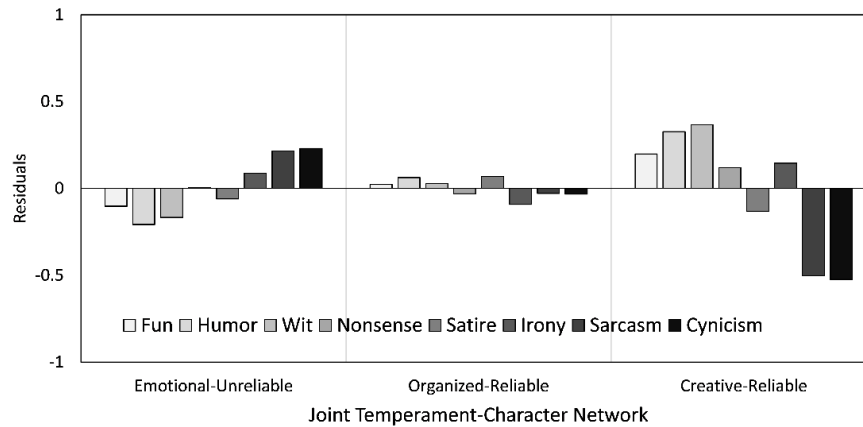 1
0.5
0
-0.5
-1
Residuals
Fun Humor Wit Nonsense Satire Irony Sarcasm Cynicism
Emotional-Unreliable Organized-Reliable Creative-Reliable
Joint Temperament-Character Network